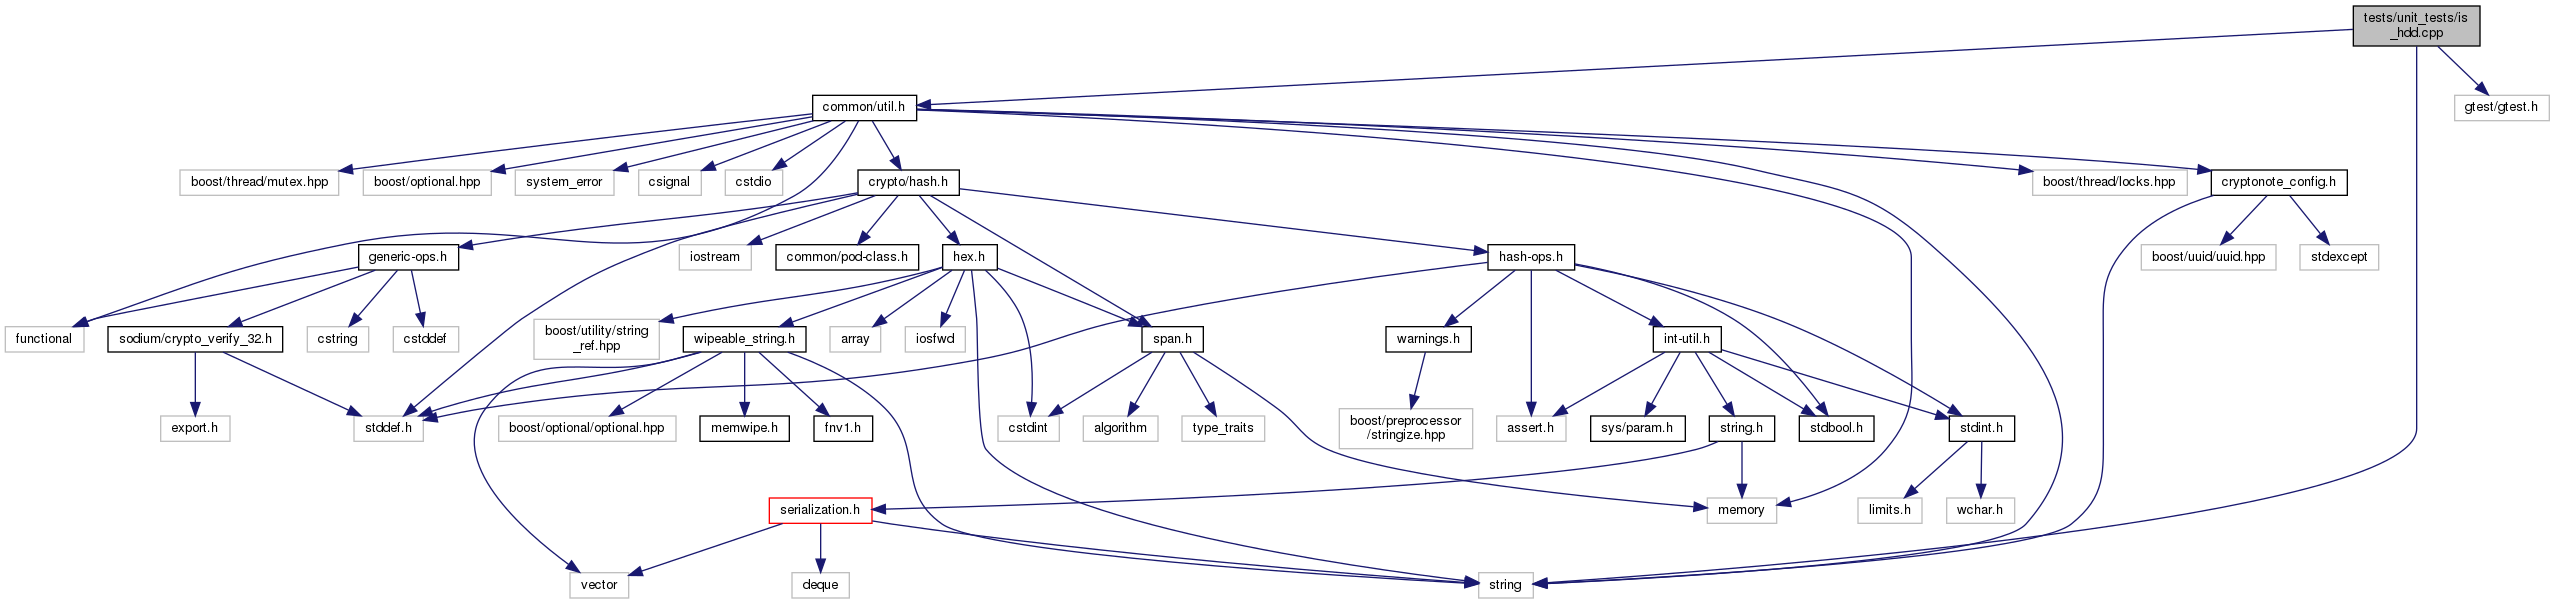 tests/unit_tests/is
_hdd.cpp
common/util.h
gtest/gtest.h
boost/thread/mutex.hpp
boost/optional.hpp
system_error
csignal
cstdio
crypto/hash.h
boost/thread/locks.hpp
cryptonote_config.h
generic-ops.h
iostream
common/pod-class.h
hex.h
hash-ops.h
boost/uuid/uuid.hpp
stdexcept
functional
sodium/crypto_verify_32.h
cstring
cstddef
boost/utility/string
_ref.hpp
wipeable_string.h
array
iosfwd
span.h
warnings.h
int-util.h
export.h
stddef.h
boost/optional/optional.hpp
memwipe.h
fnv1.h
cstdint
algorithm
type_traits
boost/preprocessor
/stringize.hpp
assert.h
sys/param.h
string.h
stdbool.h
stdint.h
serialization.h
memory
limits.h
wchar.h
vector
deque
string